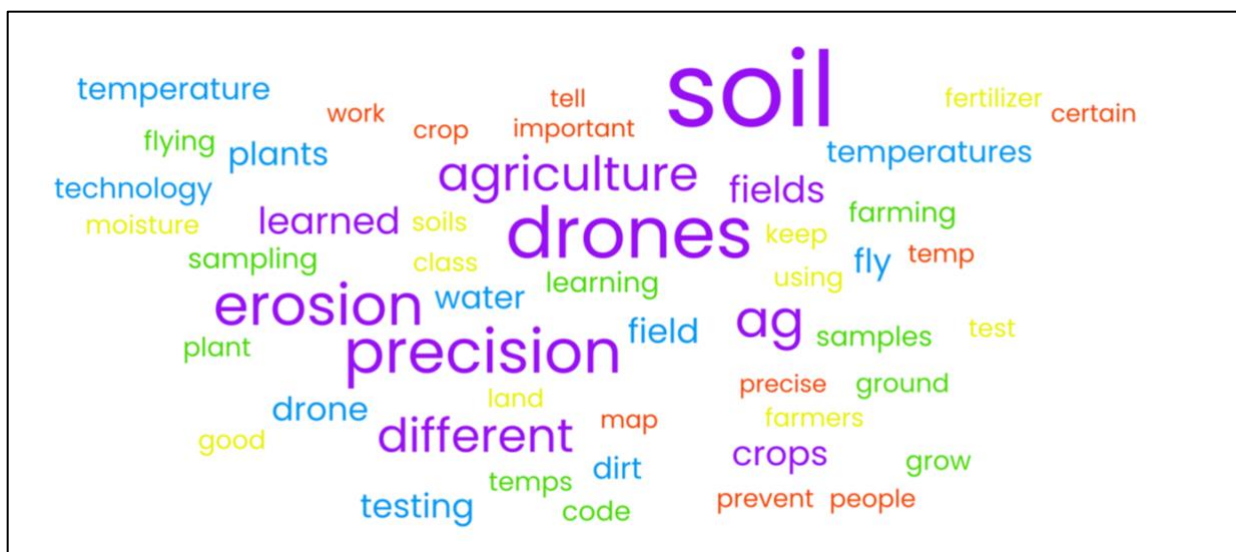 soil
temperature
fertilizer
tell
work
certain
crop
important
flying
plants
temperatures
agriculture
technology
fields
learned
farming
moisture
soils
drones
keep
sampling
class
fly
temp
learning
using
erosion
water
precision
field
ag
samples
test
plant
precise
ground
land
drone
map
farmers
good
different
crops
grow
temps
dirt
testing
code
prevent
people